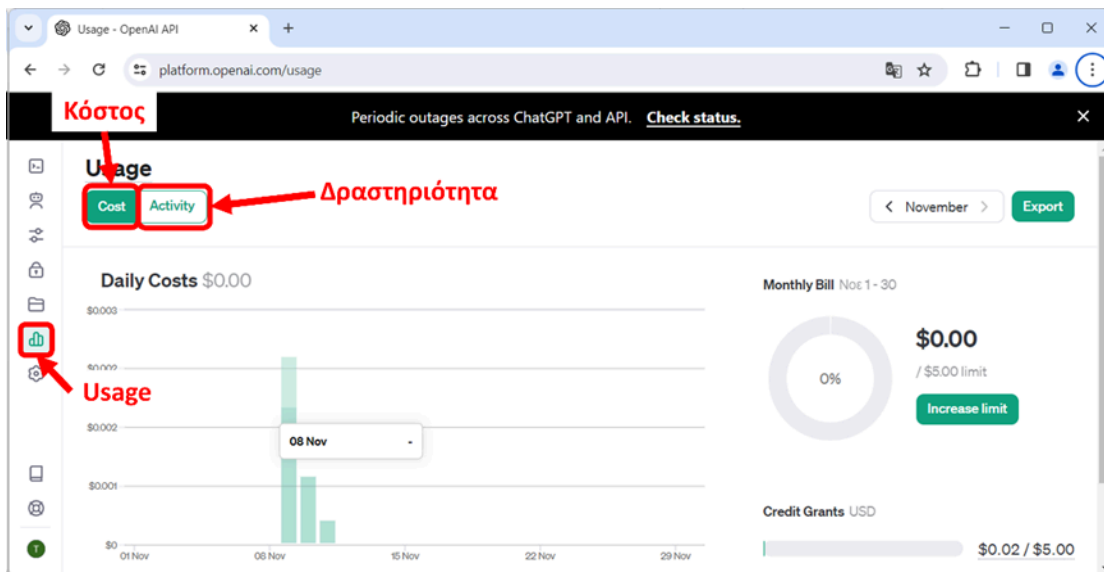 Usage - OpenAI API
platform.openai.com/usage
Κόστος
Periodic outages across ChatGPT and API. Check status.
Usage
Cost
Activity
Δραστηριότητα
November
Export
Daily Costs $0.00
Monthly Bill Νοε 1 - 30
$0.003
$0.00
/ $5.00 limit
0%
Increase limit
$0.002
Usage
$0.002
08 Nov -
$0.001
Credit Grants USD
$0
01 Nov
08 Nov
15 Nov
22 Nov
29 Nov
$0.02 / $5.00
T